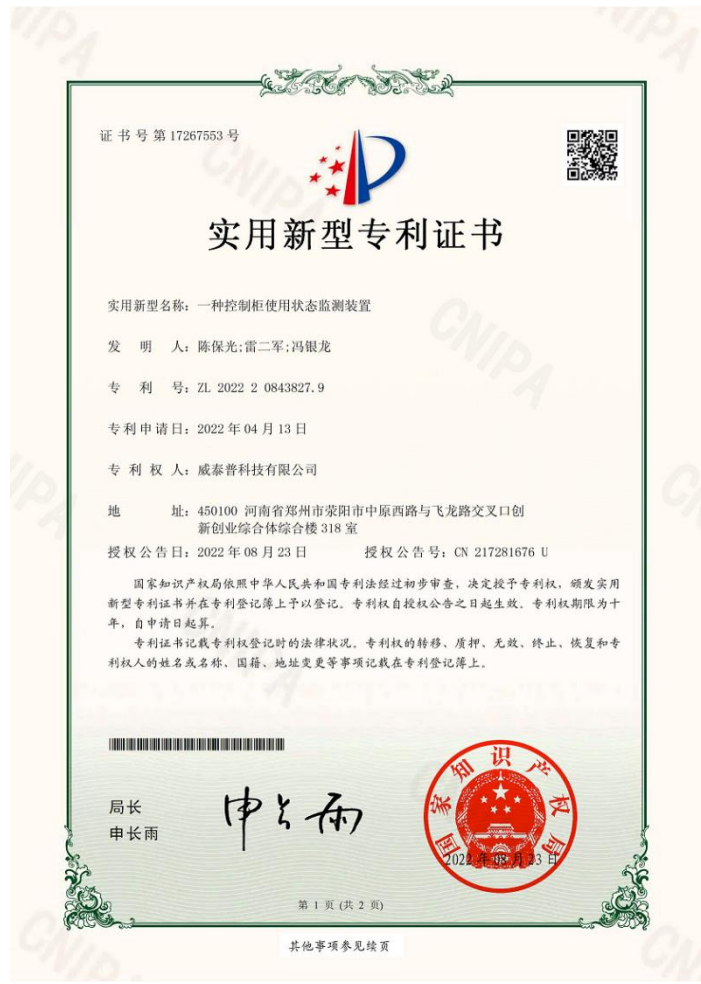 证书号第17267553号
实用新型专利证书
实用新型名称：一种控制柜使用状态监测装置
发明人：陈保光;雷二军;冯银龙
专利号：ZL 2022 2 0843827.9
专利申请日：2022年04月13日
专利权人：威泰普科技有限公司
地址：450100 河南省郑州市荥阳市中原西路与飞龙路交叉口创
新创业综合体综合楼318室
授权公告日：2022年08月23日 授权公告号：CN 217281676 U
国家知识产权局依照中华人民共和国专利法经过初步审查，决定授予专利权，颁发实用
新型专利证书并在专利登记簿上予以登记。专利权自授权公告之日起生效。专利权期限为十
年，自申请日起算。
专利证书记载专利权登记时的法律状况。专利权的转移、质押、无效、终止、恢复和专
利权人的姓名或名称、国籍、地址变更等事项记载在专利登记簿上。
局长
申长雨
申长雨
国家知识产权局
2022年08月23日
第 1 页 (共 2 页)
其他事项参见续页
CNIPA
CNIPA
CNIPA
CNIPA
CNIPA